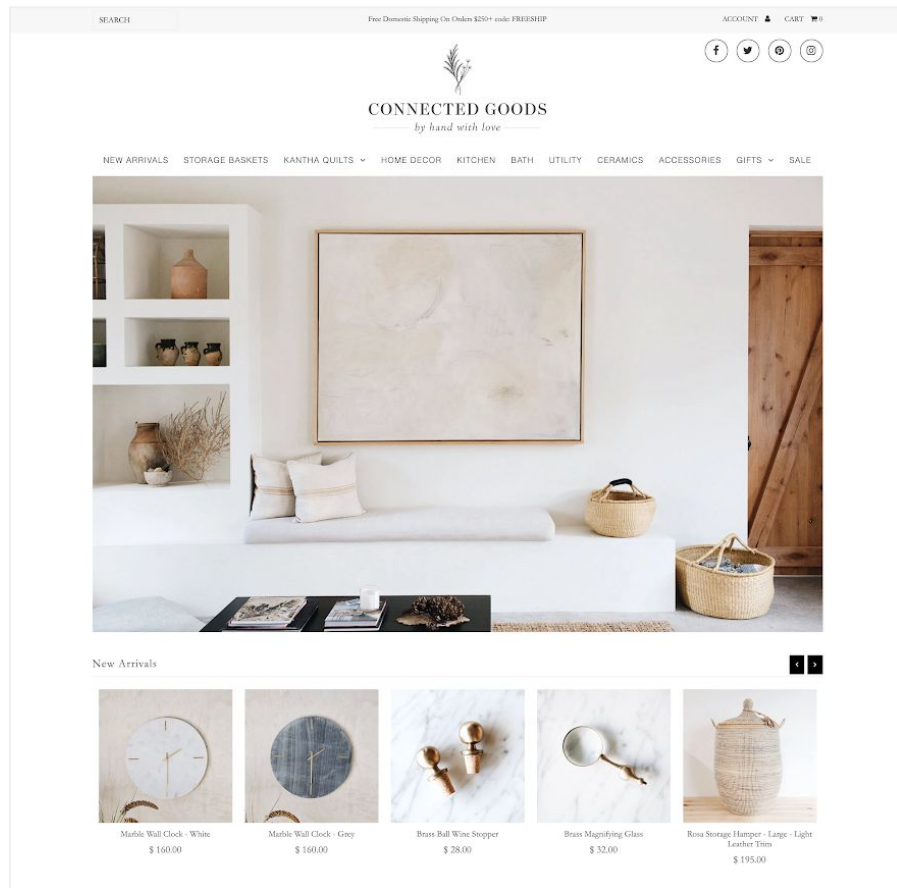 SEARCH
Free Domestic Shipping On Orders $250+ code: FREESHIP
ACCOUNT CART 0
CONNECTED GOODS
by hand with love
NEW ARRIVALS STORAGE BASKETS KANTHA QUILTS HOME DECOR KITCHEN BATH UTILITY CERAMICS ACCESSORIES GIFTS SALE
New Arrivals
Marble Wall Clock - White
$ 160.00
Marble Wall Clock - Grey
$ 160.00
Brass Ball Wine Stopper
$ 28.00
Brass Magnifying Glass
$ 32.00
Rosa Storage Hamper - Large - Light
Leather Trim
$ 195.00